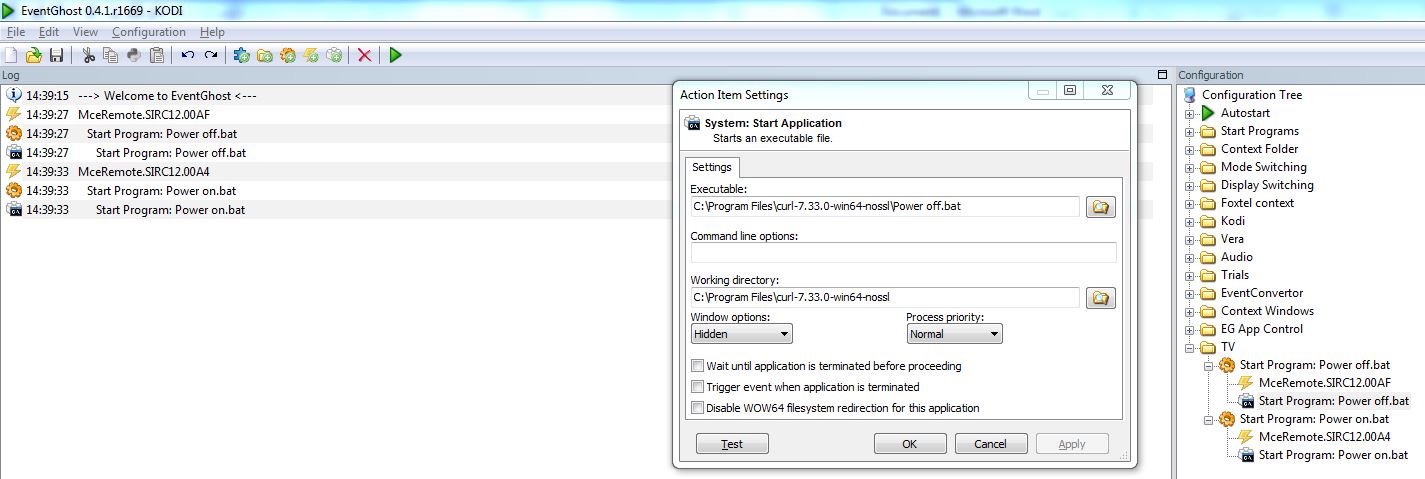 EventGhost 0.4.1.r1669 - KODI
File Edit View Configuration Help
Log
14:39:15 ---> Welcome to EventGhost <---
14:39:27 MceRemote.SIRC12.00AF
14:39:27 Start Program: Power off.bat
14:39:27 Start Program: Power off.bat
14:39:33 MceRemote.SIRC12.00A4
14:39:33 Start Program: Power on.bat
14:39:33 Start Program: Power on.bat
Action Item Settings
System: Start Application
Starts an executable file.
Settings
Executable:
C:\Program Files\curl-7.33.0-win64-nossl\Power off.bat
Command line options:
Working directory:
C:\Program Files\curl-7.33.0-win64-nossl
Window options: Process priority:
Hidden Normal
Wait until application is terminated before proceeding
Trigger event when application is terminated
Disable WOW64 filesystem redirection for this application
Test OK Cancel Apply
Configuration
Configuration Tree
Autostart
Start Programs
Context Folder
Mode Switching
Display Switching
Foxtel context
Kodi
Vera
Audio
Trials
EventConvertor
Context Windows
EG App Control
TV
Start Program: Power off.bat
MceRemote.SIRC12.00AF
Start Program: Power off.bat
Start Program: Power on.bat
MceRemote.SIRC12.00A4
Start Program: Power on.bat